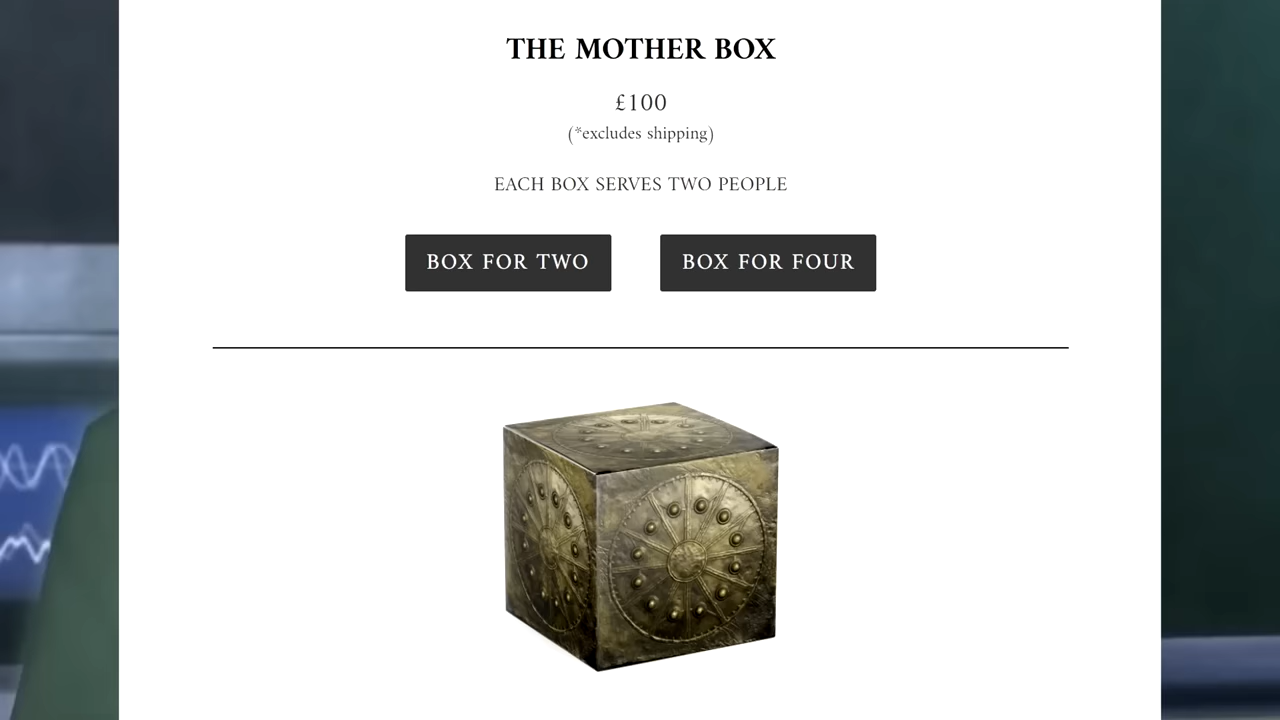 THE MOTHER BOX
£100
(*excludes shipping)
EACH BOX SERVES TWO PEOPLE
BOX FOR TWO
BOX FOR FOUR